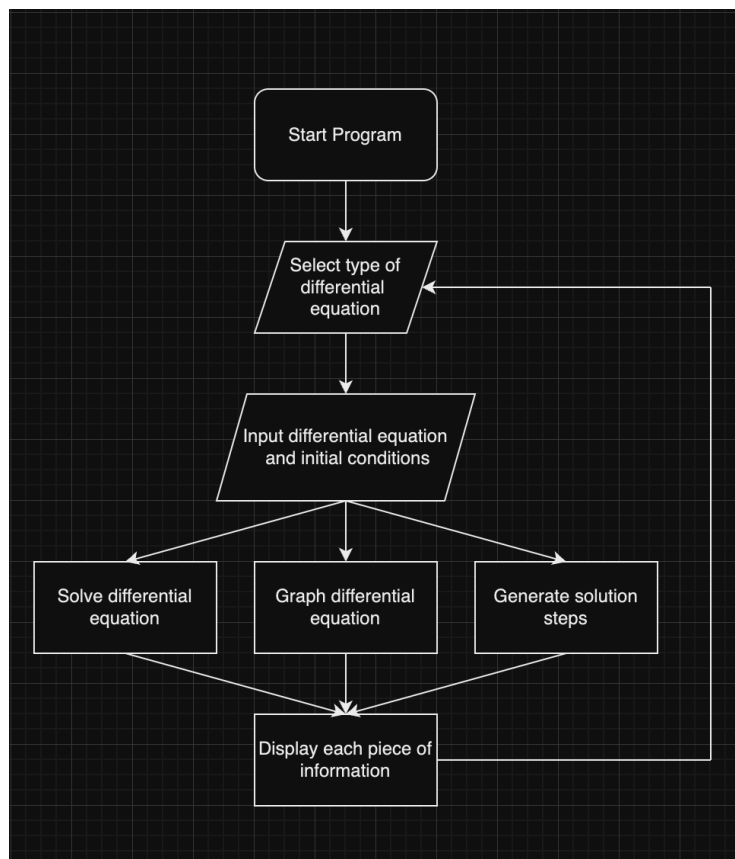 Start Program
Select type of
differential
equation
Input differential equation
and initial conditions
Solve differential
equation
Graph differential
equation
Generate solution
steps
Display each piece of
information